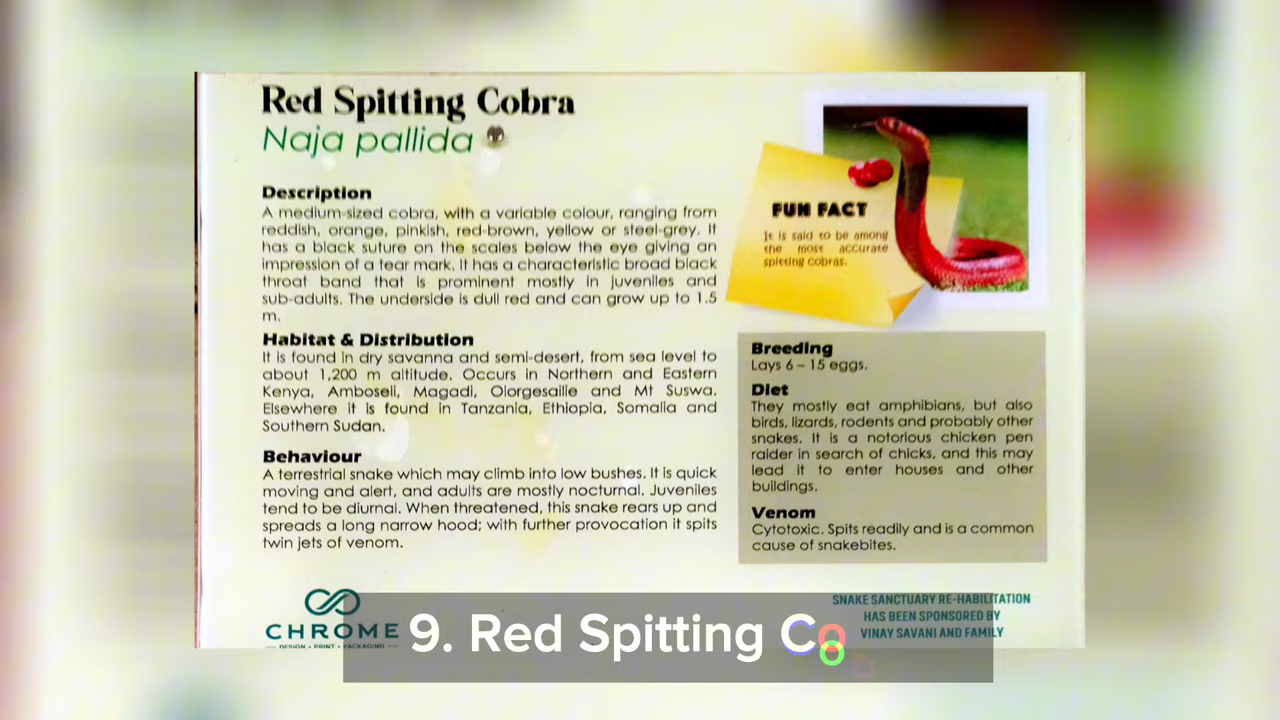 Red Spitting Cobra
Naja pallida
Description
A medium-sized cobra, with a variable colour, ranging from
reddish, orange, pinkish, red-brown, yellow or steel-grey. It
has a black suture on the scales below the eye giving an
impression of a tear mark. It has a characteristic broad black
throat band that is prominent mostly in juveniles and
sub-adults. The underside is dull red and can grow up to 1.5
m.
Habitat & Distribution
It is found in dry savanna and semi-desert, from sea level to
about 1,200 m altitude. Occurs in Northern and Eastern
Kenya, Amboseli, Magadi, Olorgesailie and Mt Suswa.
Elsewhere it is found in Tanzania, Ethiopia, Somalia and
Southern Sudan.
Behaviour
A terrestrial snake which may climb into low bushes. It is quick
moving and alert, and adults are mostly nocturnal. Juveniles
tend to be diurnal. When threatened, this snake rears up and
spreads a long narrow hood; with further provocation it spits
twin jets of venom.
FUN FACT
It is said to be among
the most accurate
spitting cobras.
Breeding
Lays 6 – 15 eggs.
Diet
They mostly eat amphibians, but also
birds, lizards, rodents and probably other
snakes. It is a notorious chicken pen
raider in search of chicks, and this may
lead it to enter houses and other
buildings.
Venom
Cytotoxic. Spits readily and is a common
cause of snakebites.
CHROME
DESIGN • PRINT • PACKAGING
SNAKE SANCTUARY RE-HABILITATION
HAS BEEN SPONSORED BY
VINAY SAVANI AND FAMILY
9. Red Spitting Co